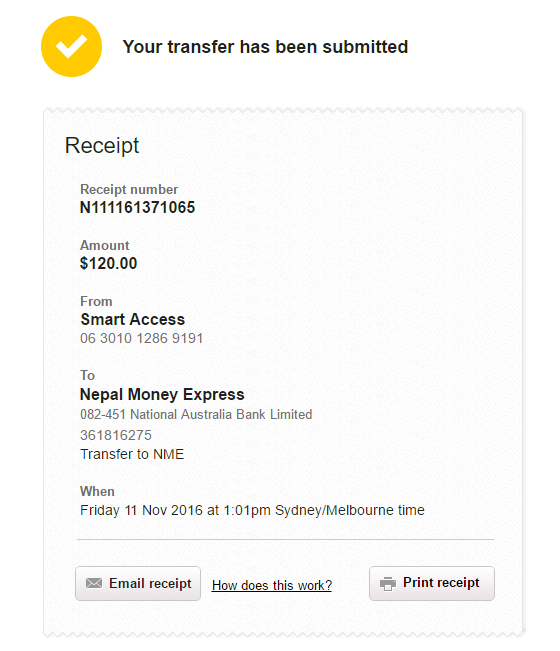 Your transfer has been submitted
Receipt
Receipt number
N111161371065
Amount
$120.00
From
Smart Access
06 3010 1286 9191
To
Nepal Money Express
082-451 National Australia Bank Limited
361816275
Transfer to NME
When
Friday 11 Nov 2016 at 1:01pm Sydney/Melbourne time
Email receipt
How does this work?
Print receipt